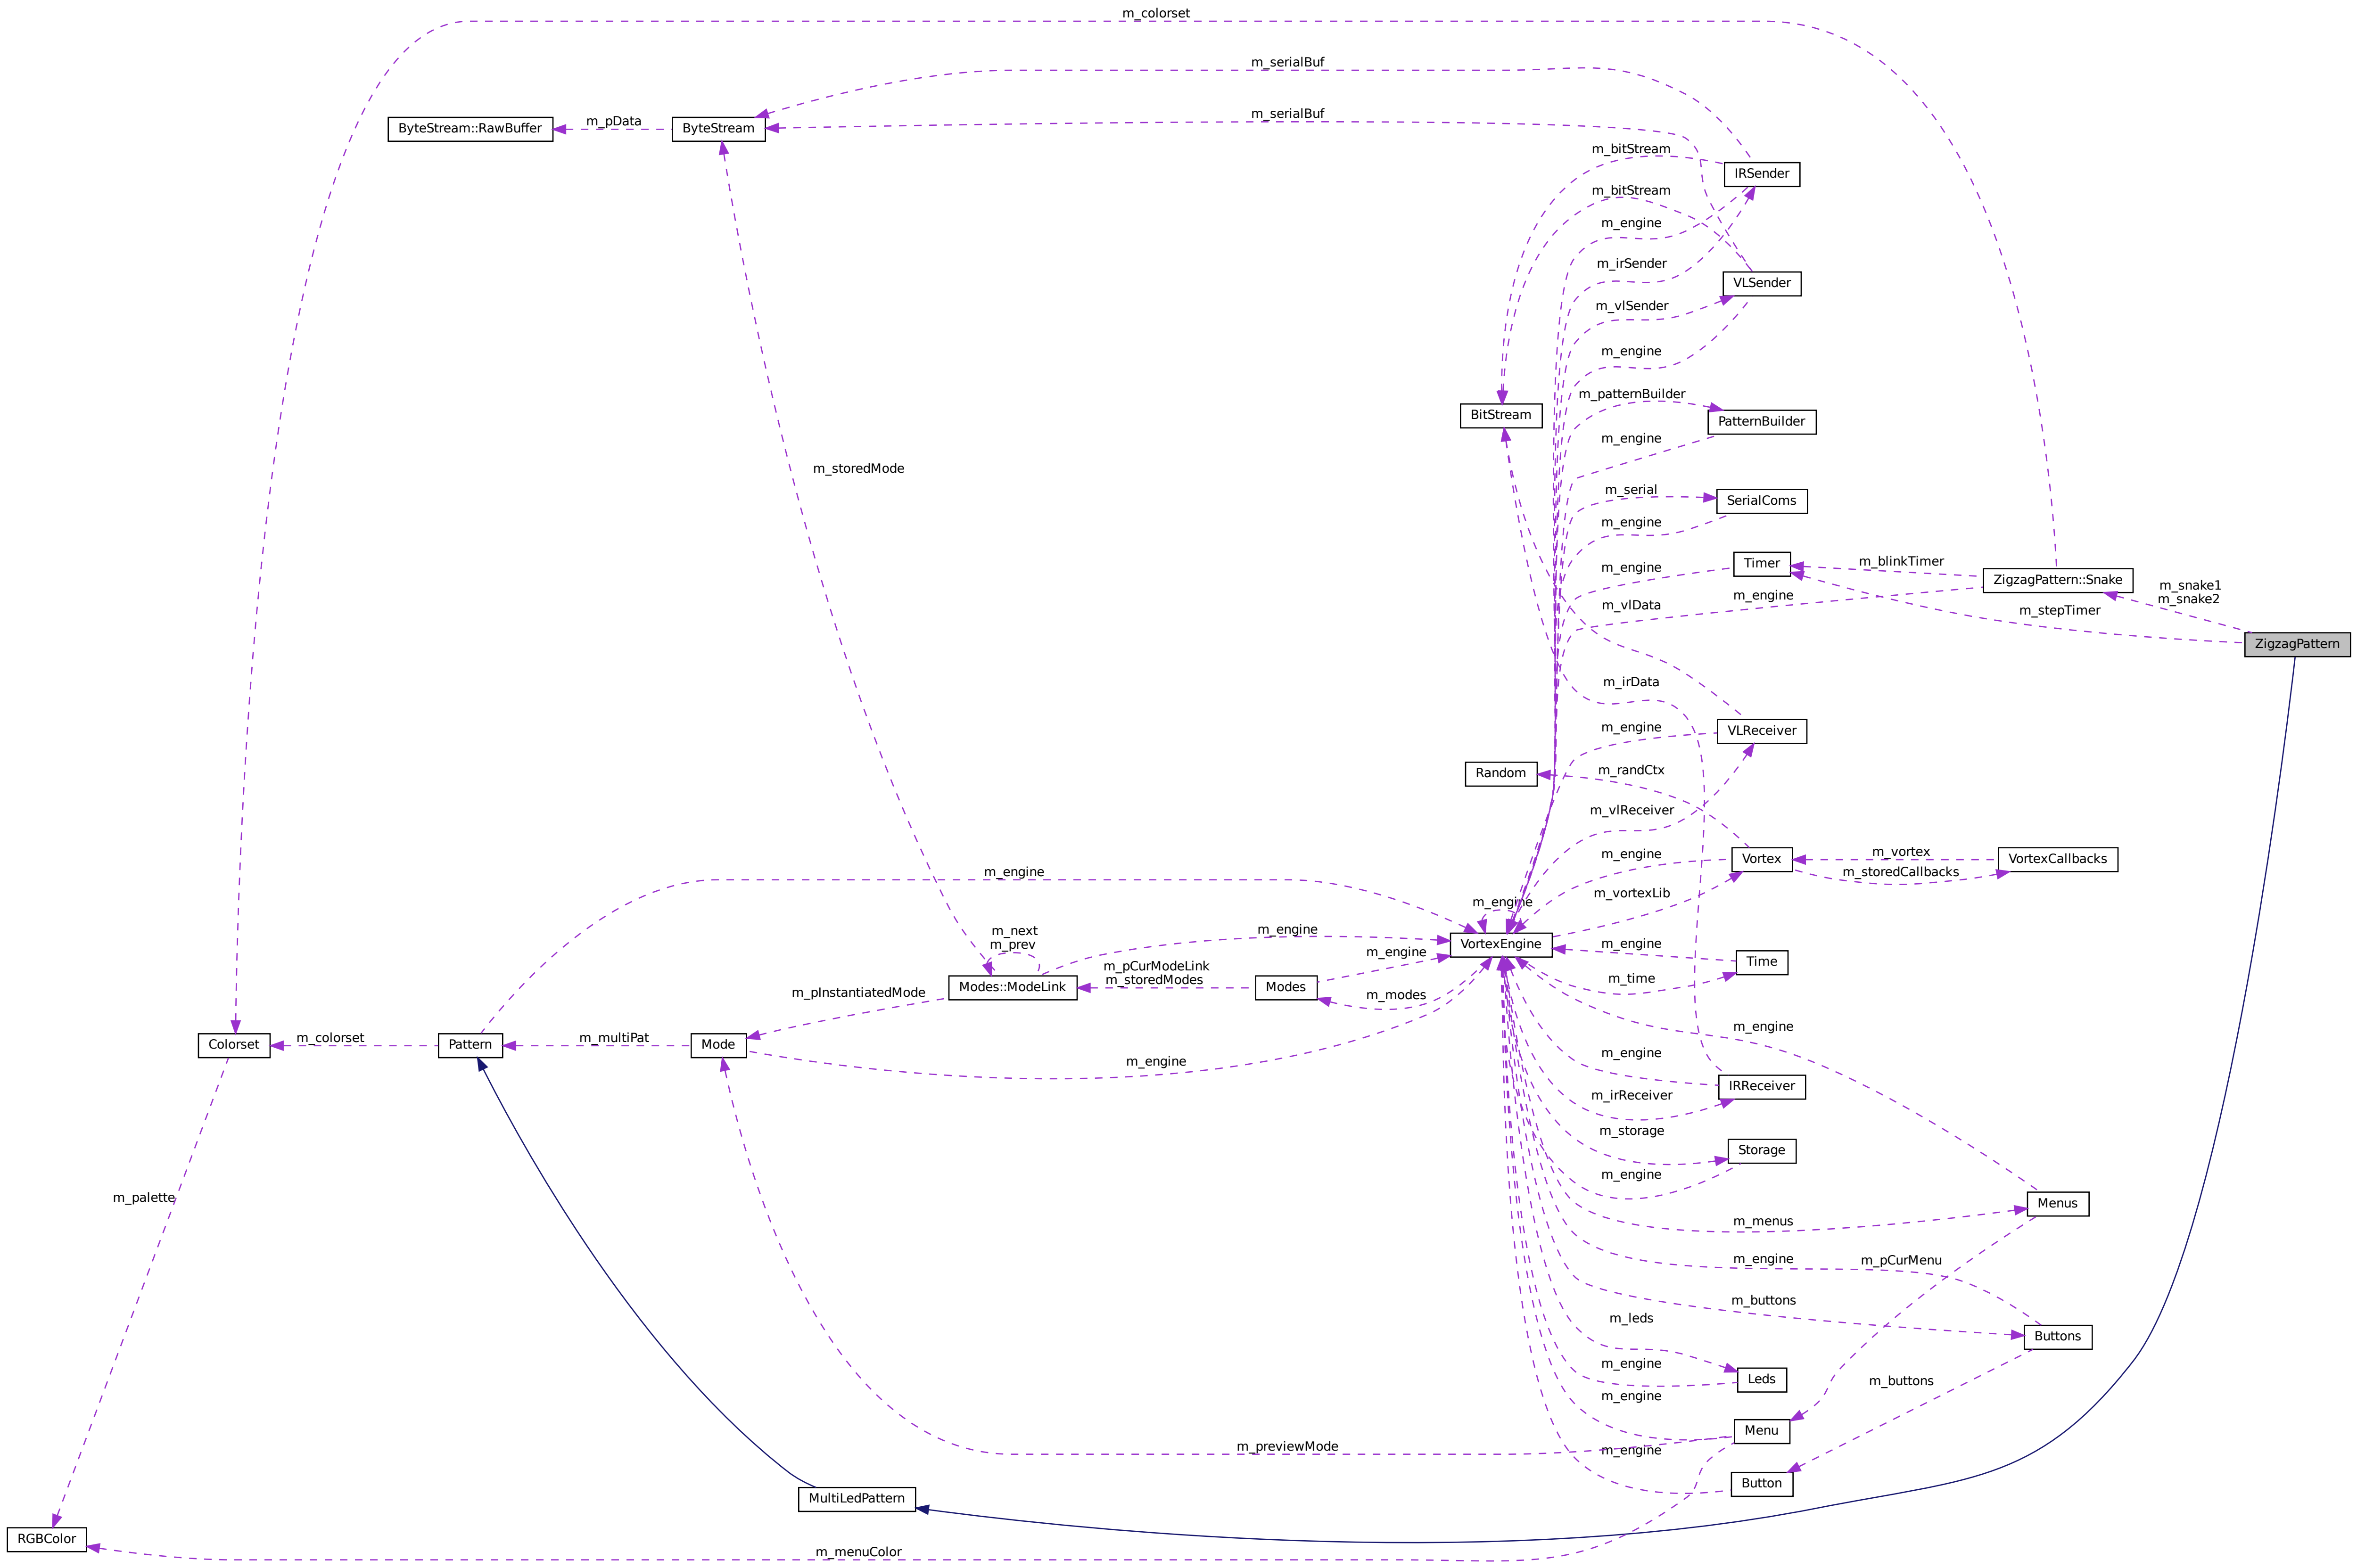 m_colorset
m_serialBuf
m_serialBuf
m_pData
ByteStream::RawBuffer
ByteStream
m_bitStream
IRSender
m_bitStream
m_engine
m_irSender
VLSender
m_vlSender
m_engine
m_patternBuilder
BitStream
PatternBuilder
m_engine
m_storedMode
m_serial
SerialComs
m_engine
m_blinkTimer
Timer
m_engine
ZigzagPattern::Snake
m_snake1
m_snake2
m_engine
m_vlData
m_stepTimer
ZigzagPattern
m_irData
m_engine
VLReceiver
m_randCtx
Random
m_vlReceiver
m_vortex
m_engine
Vortex
VortexCallbacks
m_storedCallbacks
m_engine
m_vortexLib
m_engine
m_next
m_prev
m_engine
VortexEngine
m_engine
m_engine
Time
m_pCurModeLink
m_storedModes
m_time
Modes::ModeLink
Modes
m_pInstantiatedMode
m_modes
m_engine
m_colorset
m_multiPat
Colorset
Pattern
Mode
m_engine
m_engine
IRReceiver
m_irReceiver
m_storage
Storage
m_engine
m_palette
Menus
m_menus
m_engine
m_pCurMenu
m_buttons
m_leds
Buttons
m_engine
Leds
m_buttons
m_engine
Menu
m_previewMode
m_engine
Button
MultiLedPattern
RGBColor
m_menuColor